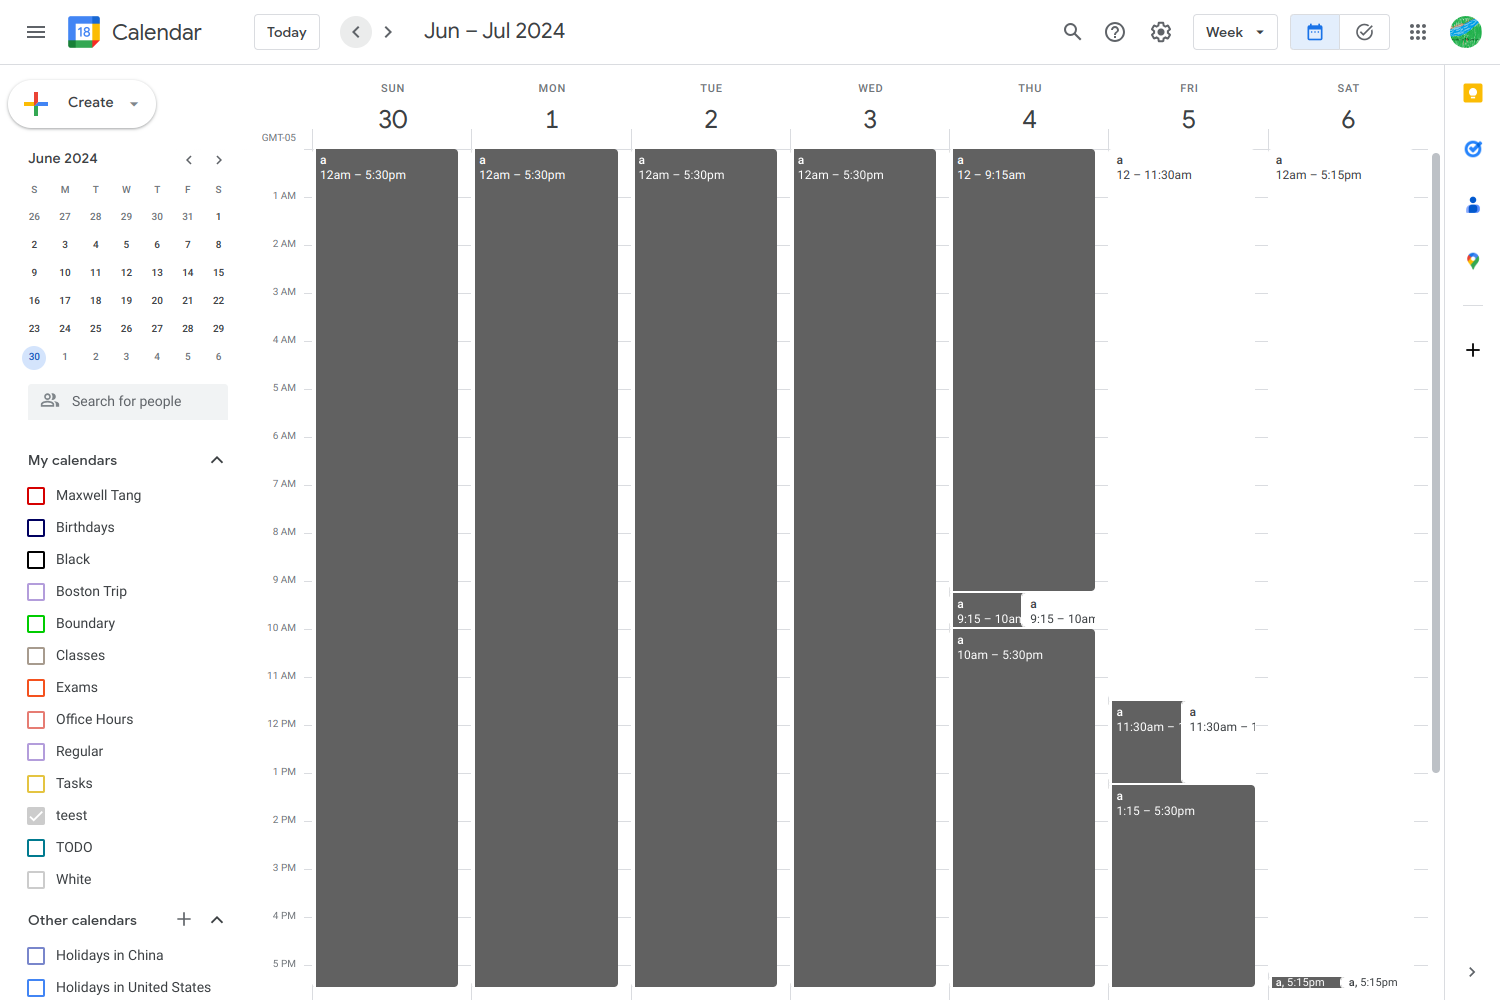 18 Calendar Today Jun – Jul 2024 Week
Create
June 2024
S M T W T F S
26 27 28 29 30 31 1
2 3 4 5 6 7 8
9 10 11 12 13 14 15
16 17 18 19 20 21 22
23 24 25 26 27 28 29
30 1 2 3 4 5 6
Search for people
My calendars
Maxwell Tang
Birthdays
Black
Boston Trip
Boundary
Classes
Exams
Office Hours
Regular
Tasks
teest
TODO
White
Other calendars
Holidays in China
Holidays in United States
SUN MON TUE WED THU FRI SAT
30 1 2 3 4 5 6
GMT-05
1 AM
2 AM
3 AM
4 AM
5 AM
6 AM
7 AM
8 AM
9 AM
10 AM
11 AM
12 PM
1 PM
2 PM
3 PM
4 PM
5 PM
a
12am – 5:30pm
a
12am – 5:30pm
a
12am – 5:30pm
a
12am – 5:30pm
a
12 – 9:15am
a
9:15 – 10am
a
9:15 – 10am
a
10am – 5:30pm
a
12 – 11:30am
a
11:30am –
a
11:30am – 1
a
1:15 – 5:30pm
a
12am – 5:15pm
a, 5:15pm
a, 5:15pm